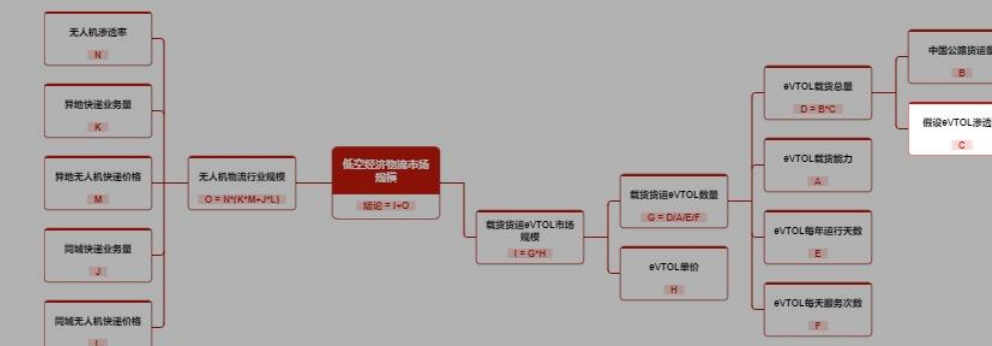 无人机渗透率
N
异地快递业务量
K
异地无人机快递价格
M
同城快递业务量
J
同城无人机快递价格
L
无人机物流行业规模
O = N*(K*M+J*L)
低空经济物流市场
规模
结论 = I+O
载货货运eVTOL市场
规模
I = G*H
载货货运eVTOL数量
G = D/A/E/F
eVTOL单价
H
eVTOL载货总量
D = B*C
eVTOL载货能力
A
eVTOL每年运行天数
E
eVTOL每天服务次数
F
中国公路货运量
B
假设eVTOL渗透
C